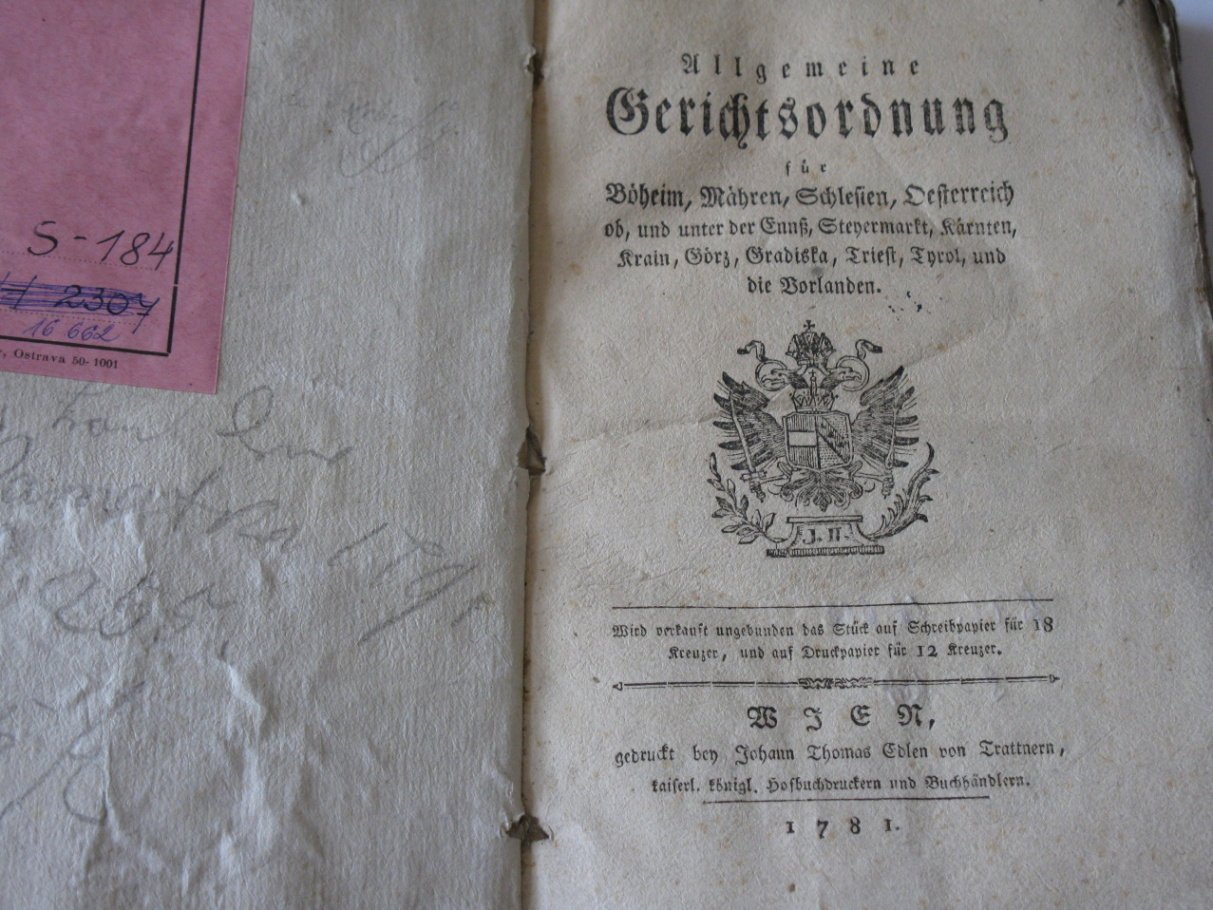 S-184
2307
16 662
Ostrava 50-1001
Allgemeine
Gerichtsordnung
für
Böheim, Mähren, Schlesien, Oesterreich
ob, und unter der Ennß, Steyermarkt, Kärnten,
Krain, Görz, Gradiska, Triest, Tyrol, und
die Vorlanden.
J. II.
Wird verkauft ungebunden das Stück auf Schreibpapier für 18
Kreuzer, und auf Druckpapier für 12 Kreuzer.
WJEN,
gedruckt bey Johann Thomas Edlen von Trattnern,
kaiserl. königl. Hofbuchdruckern und Buchhändlern.
1781.